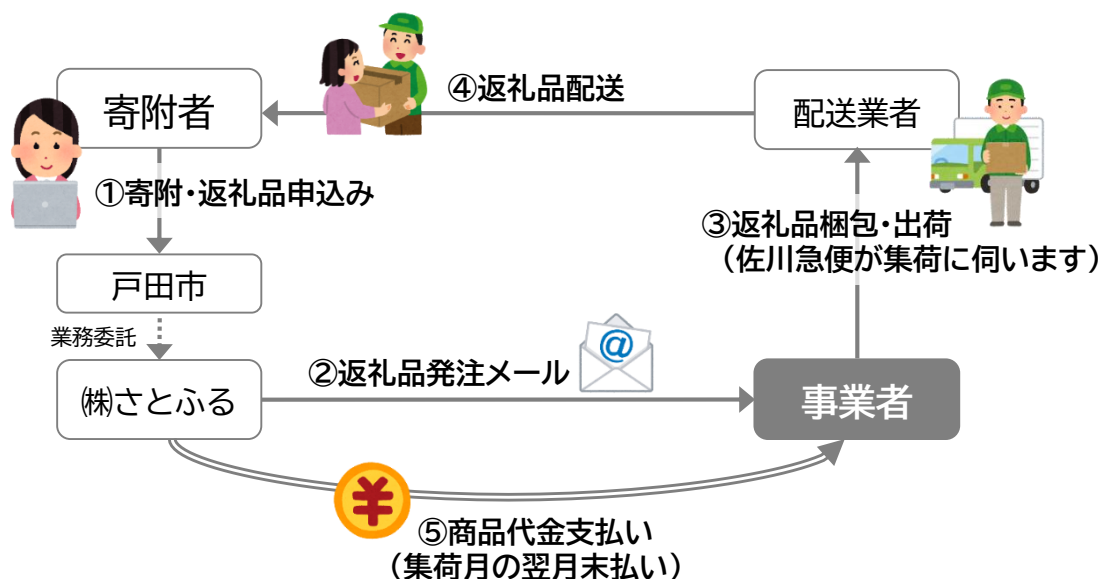 ④返礼品配送
寄附者
配送業者
①寄附・返礼品申込み
③返礼品梱包・出荷
（佐川急便が集荷に伺います）
戸田市
業務委託
②返礼品発注メール
@
㈱さとふる
事業者
¥
⑤商品代金支払い
（集荷月の翌月末払い）